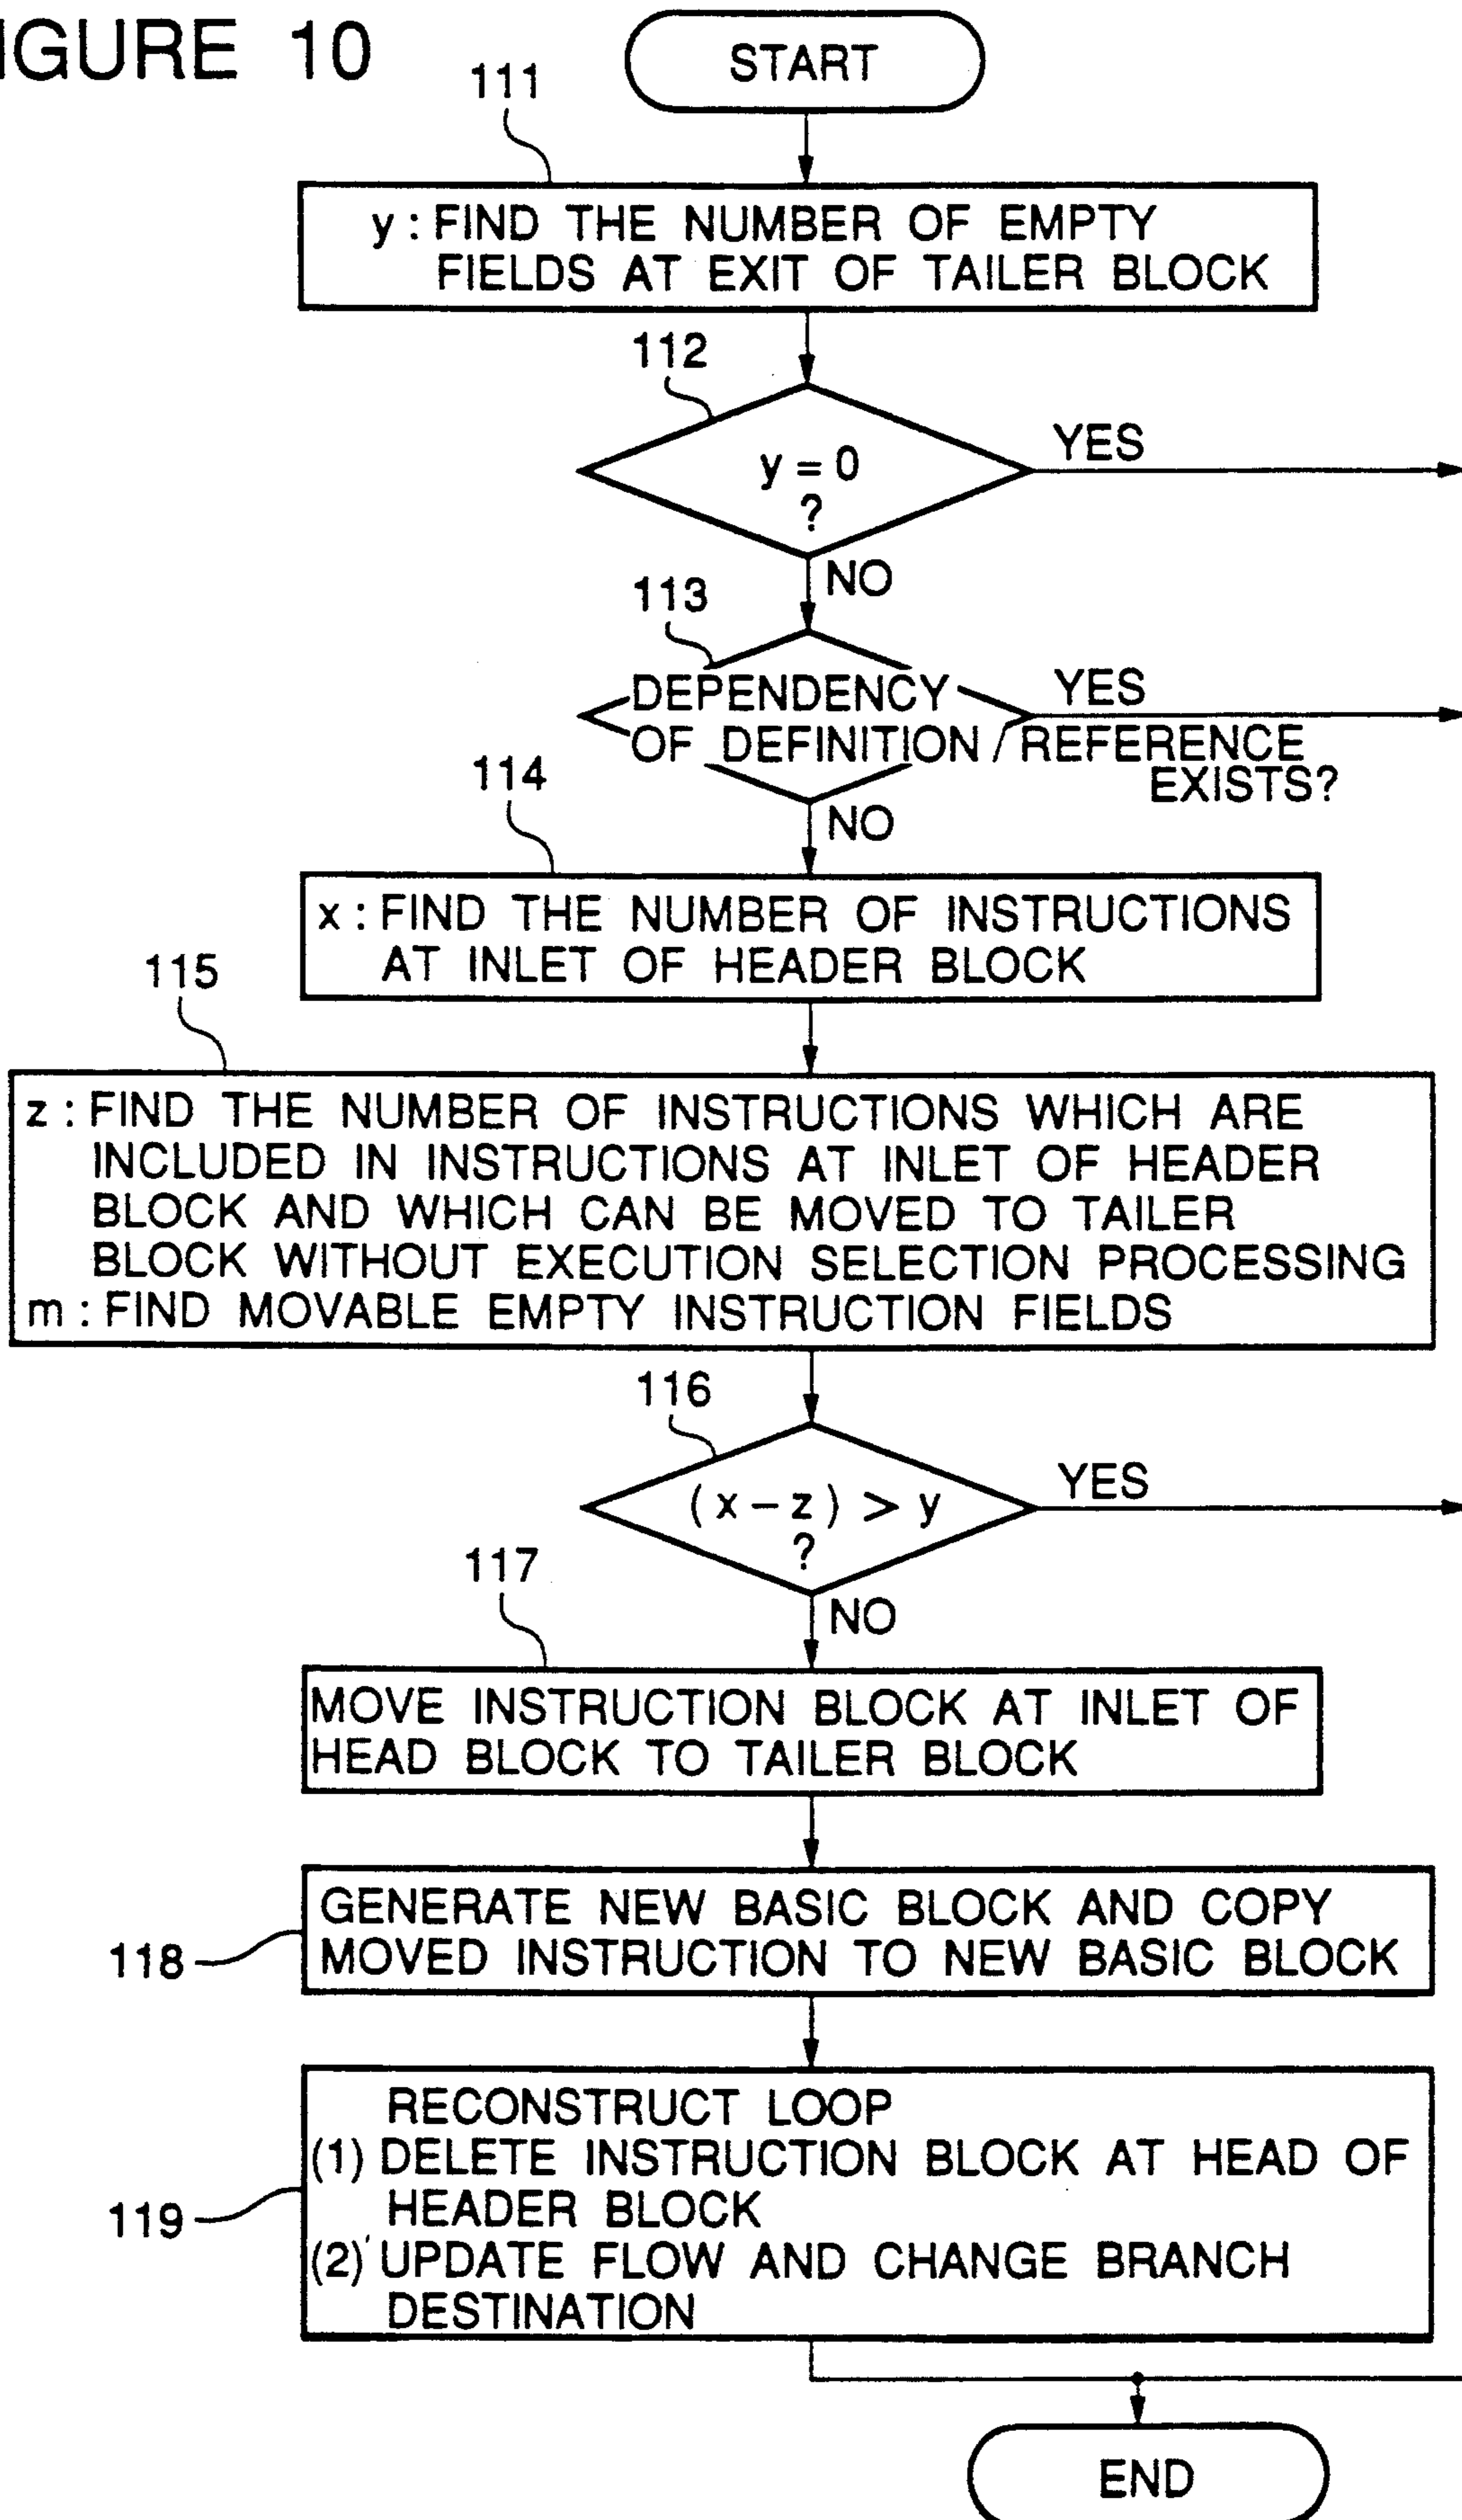 IGURE 10
START
111
y : FIND THE NUMBER OF EMPTY
FIELDS AT EXIT OF TAILER BLOCK
112
y = 0
?
YES
NO
113
DEPENDENCY
OF DEFINITION / REFERENCE
EXISTS?
YES
NO
114
x : FIND THE NUMBER OF INSTRUCTIONS
AT INLET OF HEADER BLOCK
115
z : FIND THE NUMBER OF INSTRUCTIONS WHICH ARE
INCLUDED IN INSTRUCTIONS AT INLET OF HEADER
BLOCK AND WHICH CAN BE MOVED TO TAILER
BLOCK WITHOUT EXECUTION SELECTION PROCESSING
m : FIND MOVABLE EMPTY INSTRUCTION FIELDS
116
( x – z ) > y
?
YES
NO
117
MOVE INSTRUCTION BLOCK AT INLET OF
HEAD BLOCK TO TAILER BLOCK
118
GENERATE NEW BASIC BLOCK AND COPY
MOVED INSTRUCTION TO NEW BASIC BLOCK
119
RECONSTRUCT LOOP
(1) DELETE INSTRUCTION BLOCK AT HEAD OF
HEADER BLOCK
(2) UPDATE FLOW AND CHANGE BRANCH
DESTINATION
END